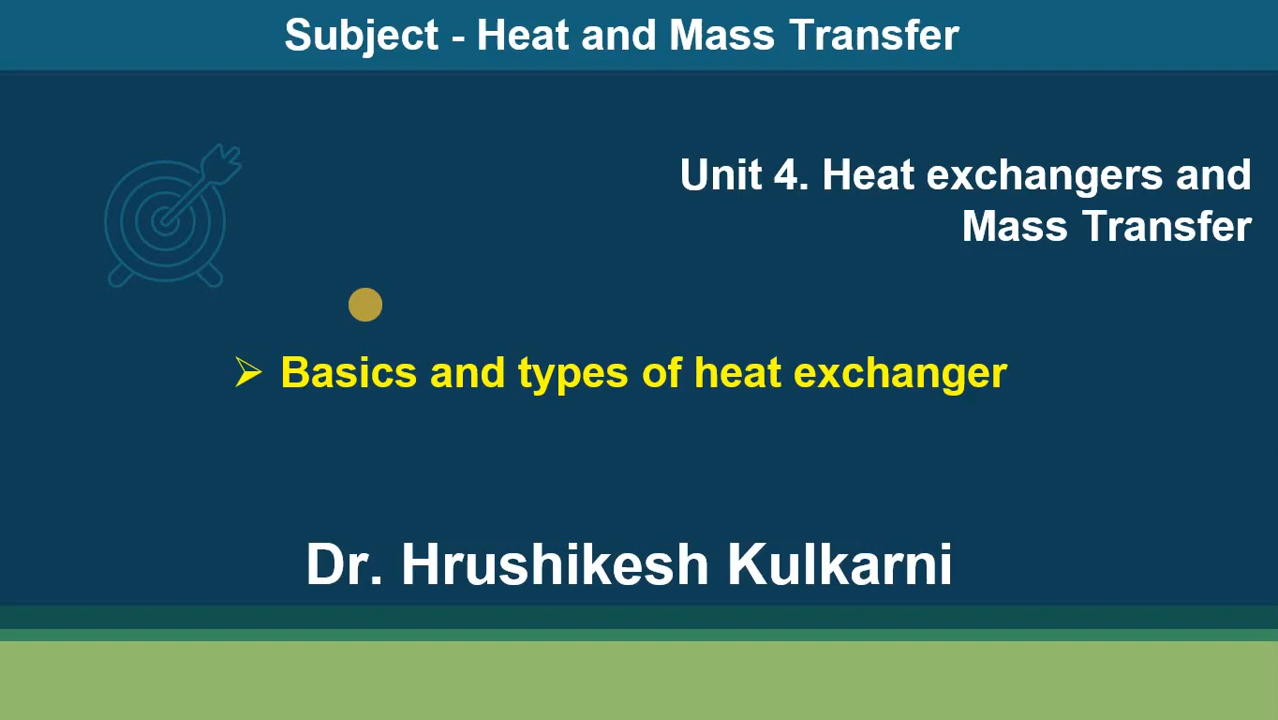 Subject - Heat and Mass Transfer
Unit 4. Heat exchangers and
Mass Transfer
➢ Basics and types of heat exchanger
Dr. Hrushikesh Kulkarni